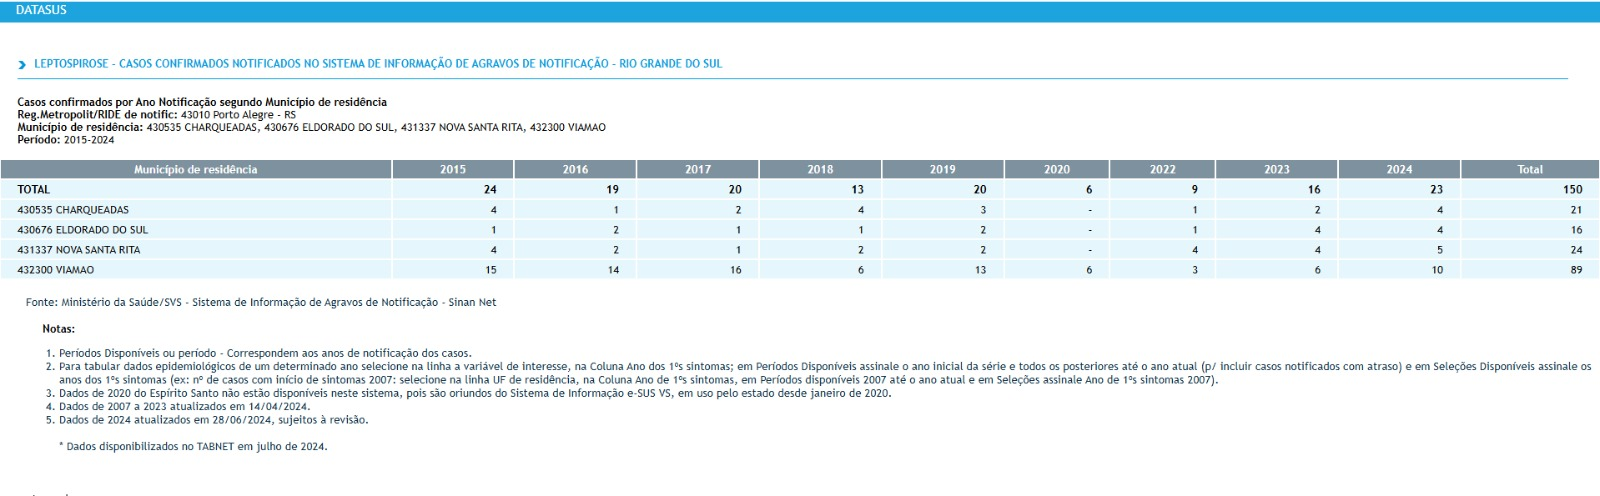 DATASUS
LEPTOSPIROSE - CASOS CONFIRMADOS NOTIFICADOS NO SISTEMA DE INFORMAÇÃO DE AGRAVOS DE NOTIFICAÇÃO - RIO GRANDE DO SUL
Casos confirmados por Ano Notificação segundo Município de residência
Reg.Metropolit/RIDE de notific: 43010 Porto Alegre - RS
Município de residência: 430535 CHARQUEADAS, 430676 ELDORADO DO SUL, 431337 NOVA SANTA RITA, 432300 VIAMAO
Período: 2015-2024
Município de residência 2015 2016 2017 2018 2019 2020 2022 2023 2024 Total
TOTAL 24 19 20 13 20 6 9 16 23 150
430535 CHARQUEADAS 4 1 2 4 3 - 1 2 4 21
430676 ELDORADO DO SUL 1 2 1 1 2 - 1 4 4 16
431337 NOVA SANTA RITA 4 2 1 2 2 - 4 4 5 24
432300 VIAMAO 15 14 16 6 13 6 3 6 10 89
Fonte: Ministério da Saúde/SVS - Sistema de Informação de Agravos de Notificação - Sinan Net
Notas:
1. Períodos Disponíveis ou período - Correspondem aos anos de notificação dos casos.
2. Para tabular dados epidemiológicos de um determinado ano selecione na linha a variável de interesse, na Coluna Ano dos 1ºs sintomas; em Períodos Disponíveis assinale o ano inicial da série e todos os posteriores até o ano atual (p/ incluir casos notificados com atraso) e em Seleções Disponíveis assinale os
anos dos 1ºs sintomas (ex: nº de casos com início de sintomas 2007: selecione na linha UF de residência, na Coluna Ano de 1ºs sintomas, em Períodos disponíveis 2007 até o ano atual e em Seleções assinale Ano de 1ºs sintomas 2007).
3. Dados de 2020 do Espírito Santo não estão disponíveis neste sistema, pois são oriundos do Sistema de Informação e-SUS VS, em uso pelo estado desde janeiro de 2020.
4. Dados de 2007 a 2023 atualizados em 14/04/2024.
5. Dados de 2024 atualizados em 28/06/2024, sujeitos à revisão.
* Dados disponibilizados no TABNET em julho de 2024.